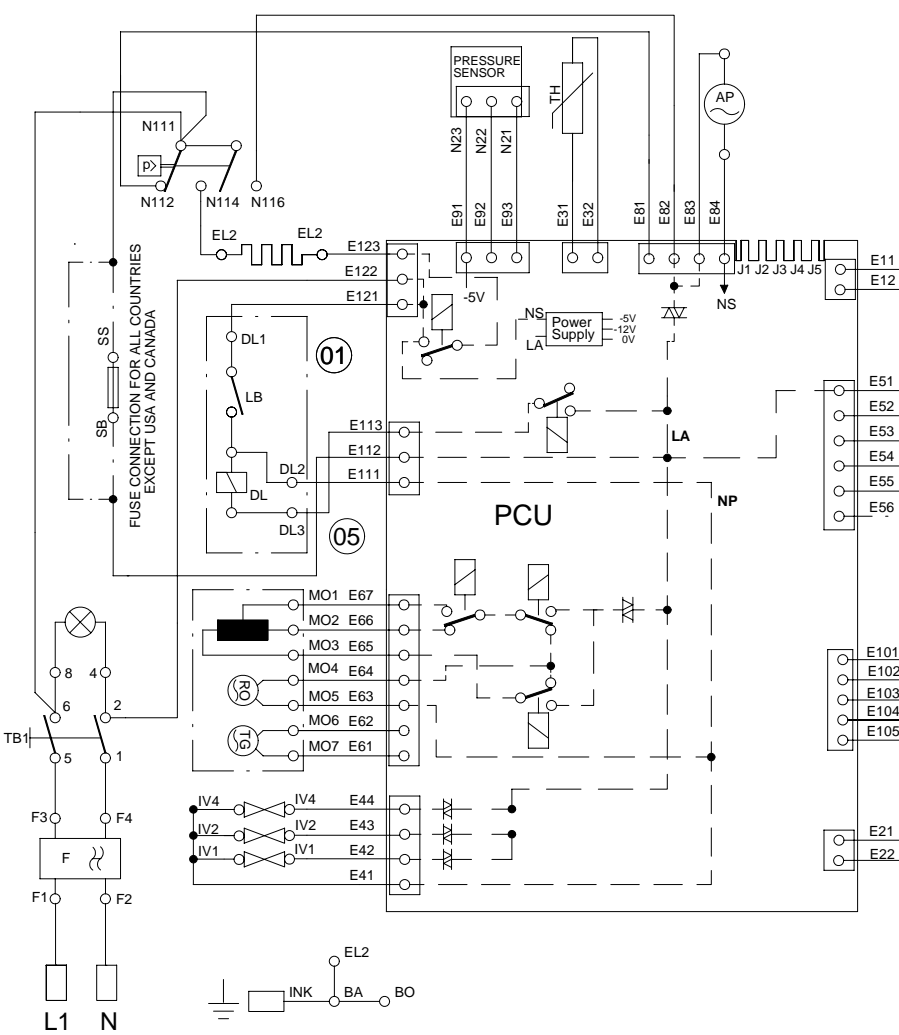 PRESSURE
SENSOR
TH
AP
N111
N23
N22
N21
p>
N112
N114
N116
E91
E92
E93
E31
E32
E81
E82
E83
E84
EL2
EL2
E123
E122
E121
-5V
J1
J2
J3
J4
J5
NS
E11
E12
NS
LA
Power
Supply
-5V
-12V
0V
DL1
01
LB
SS
SB
FUSE CONNECTION FOR ALL COUNTRIES
EXCEPT USA AND CANADA
E113
E112
E111
DL2
DL
DL3
05
LA
NP
PCU
E51
E52
E53
E54
E55
E56
MO1
E67
MO2
E66
MO3
E65
MO4
E64
MO5
E63
MO6
E62
MO7
E61
RO
TG
8
4
6
2
TB1
5
1
E101
E102
E103
E104
E105
IV4
IV4
E44
IV2
IV2
E43
IV1
IV1
E42
E41
F3
F4
F
F1
F2
E21
E22
EL2
INK
BA
BO
L1
N